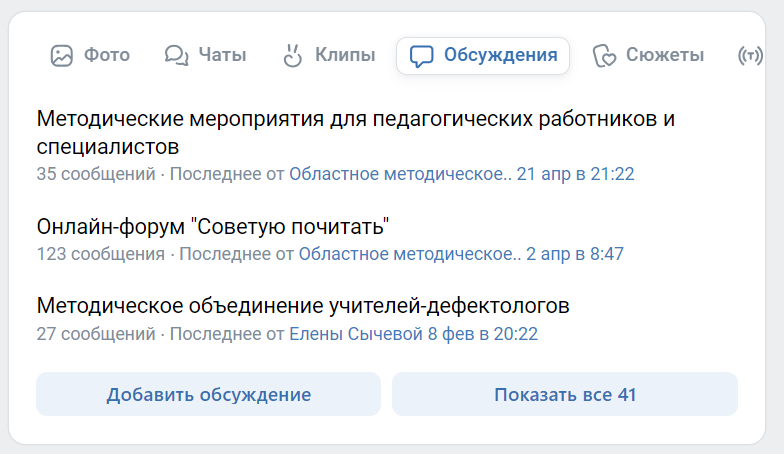 Фото Чаты Клипы Обсуждения Сюжеты
Методические мероприятия для педагогических работников и
специалистов
35 сообщений · Последнее от Областное методическое.. 21 апр в 21:22
Онлайн-форум "Советую почитать"
123 сообщения · Последнее от Областное методическое.. 2 апр в 8:47
Методическое объединение учителей-дефектологов
27 сообщений · Последнее от Елены Сычевой 8 фев в 20:22
Добавить обсуждение Показать все 41